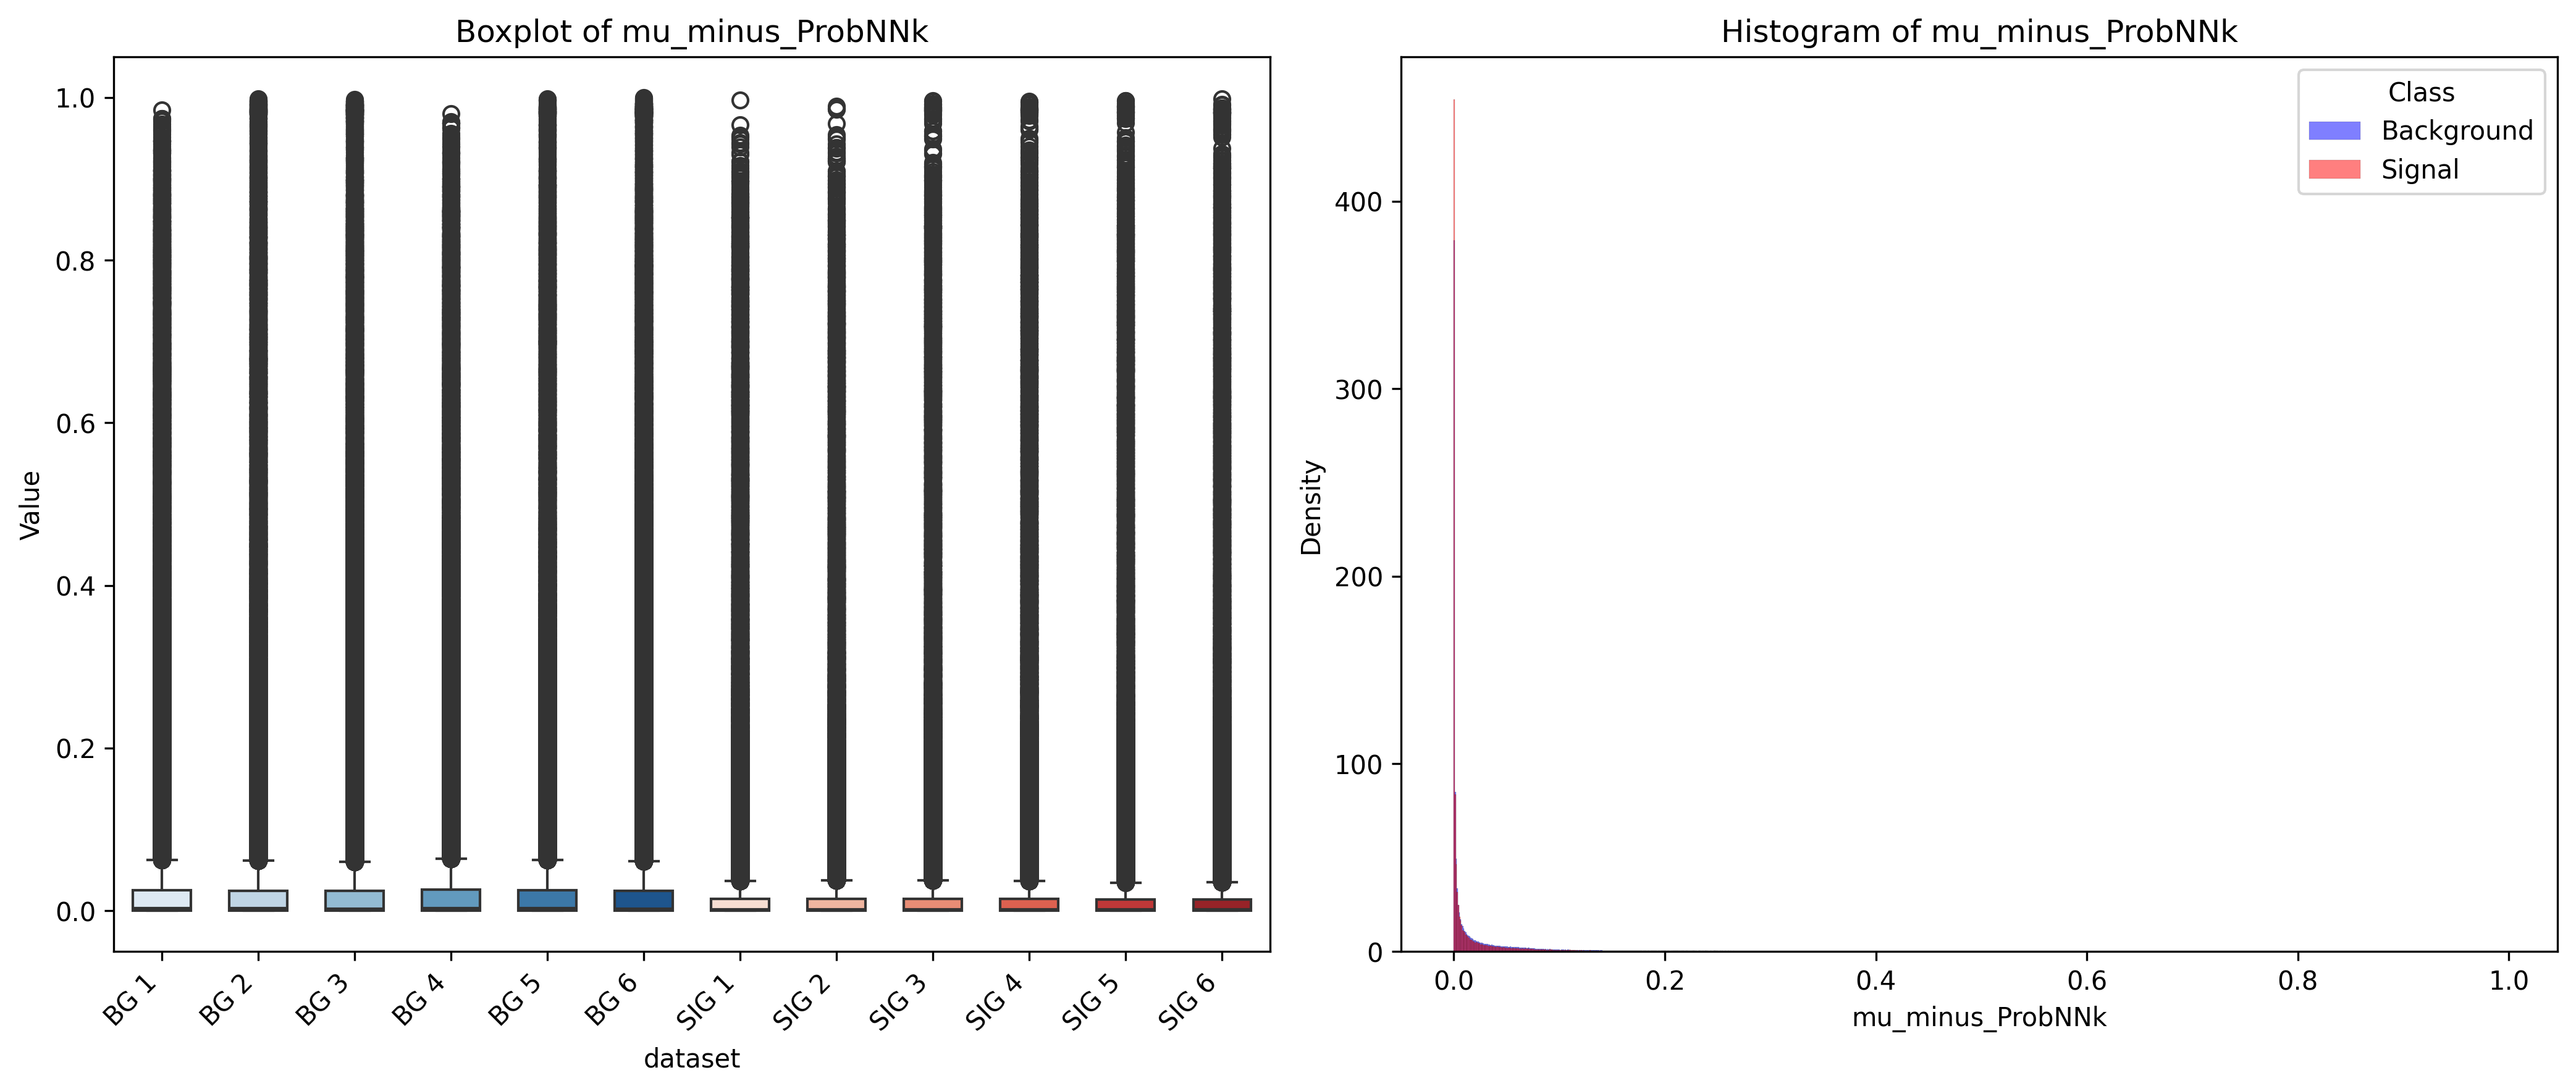 Boxplot of mu_minus_ProbNNk
Value
1.0
0.8
0.6
0.4
0.2
0.0
BG 1
BG 2
BG 3
BG 4
BG 5
BG 6
SIG 1
SIG 2
SIG 3
SIG 4
SIG 5
SIG 6
dataset
Histogram of mu_minus_ProbNNk
Class
Background
Signal
Density
400
300
200
100
0
0.0
0.2
0.4
0.6
0.8
1.0
mu_minus_ProbNNk